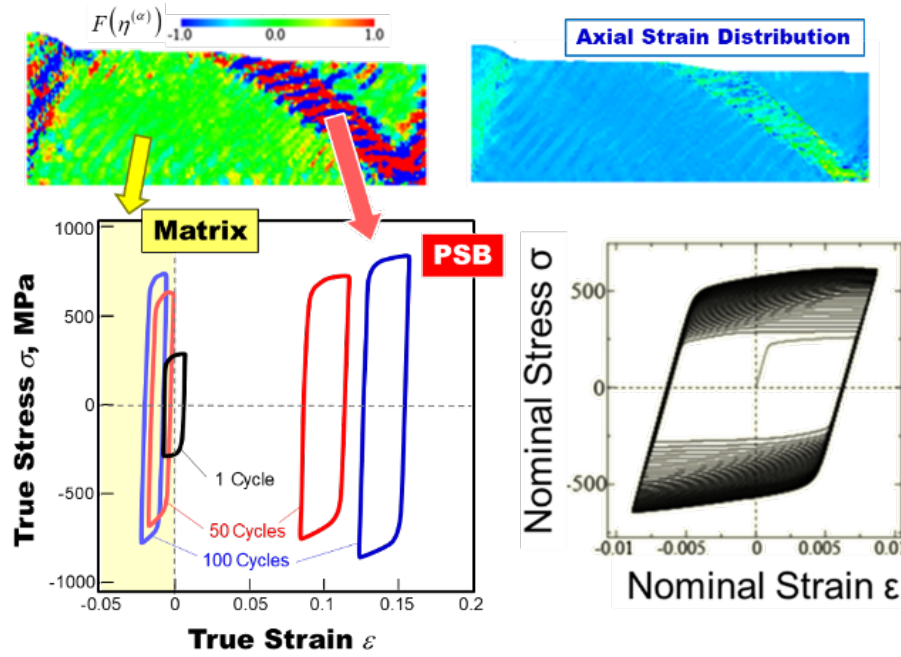 F(η^(α))
-1.0 0.0 1.0
Axial Strain Distribution
Matrix
PSB
True Stress σ, MPa
1000
500
0
-500
-1000
1 Cycle
50 Cycles
100 Cycles
-0.05 0 0.05 0.1 0.15 0.2
True Strain ε
Nominal Stress σ
500
0
-500
-0.01 -0.005 0 0.005 0.01
Nominal Strain ε